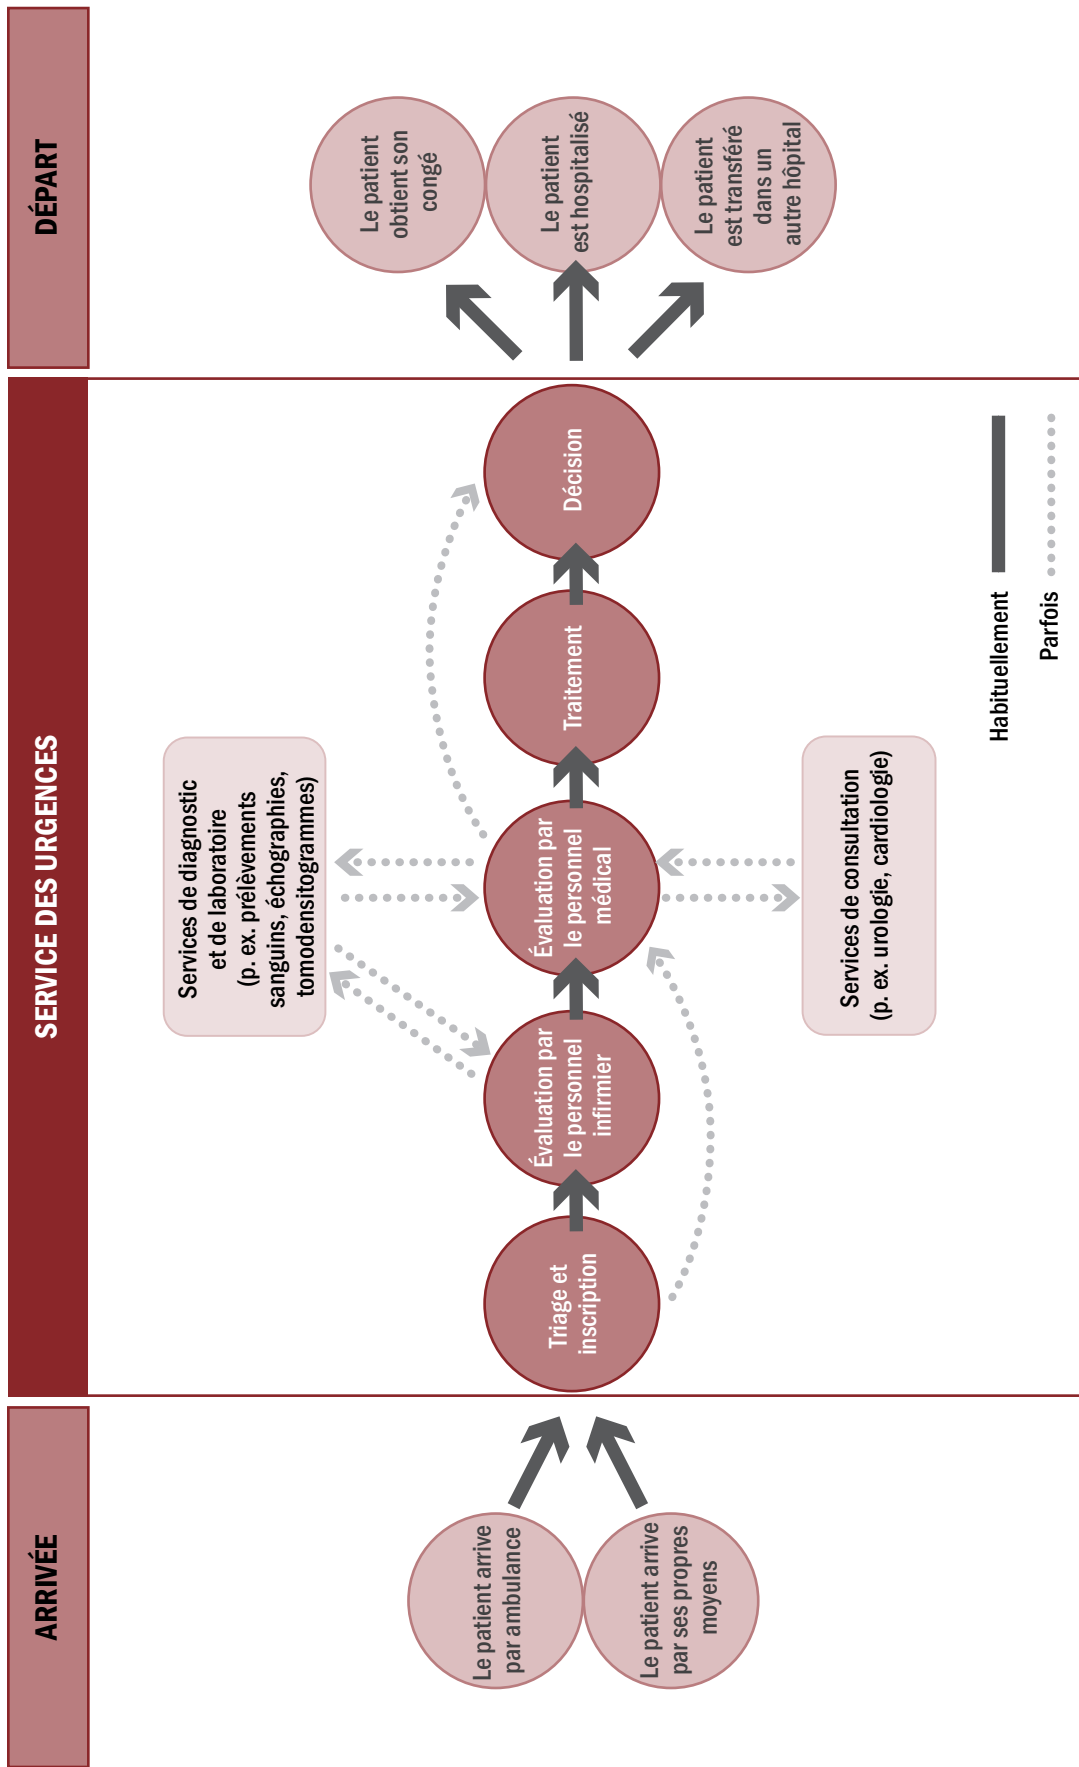 ARRIVÉE
SERVICE DES URGENCES
DÉPART
Le patient arrive
par ambulance
Le patient arrive
par ses propres
moyens
Triage et
inscription
Évaluation par
le personnel
infirmier
Évaluation par
le personnel
médical
Traitement
Décision
Services de diagnostic
et de laboratoire
(p. ex. prélèvements
sanguins, échographies,
tomodensitogrammes)
Services de consultation
(p. ex. urologie, cardiologie)
Le patient
obtient son
congé
Le patient
est hospitalisé
Le patient
est transféré
dans un
autre hôpital
Habituellement
Parfois